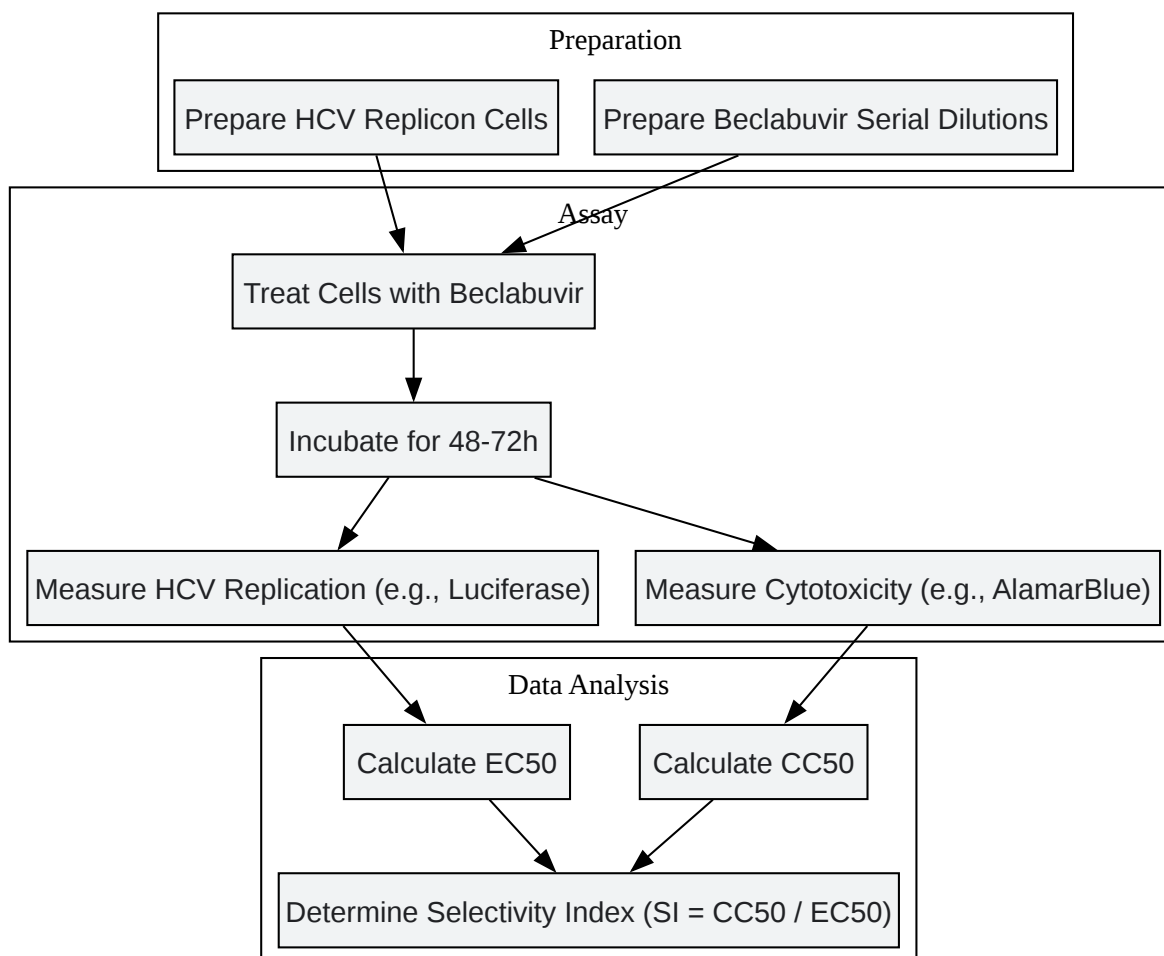 Preparation
Prepare HCV Replicon Cells
Prepare Beclabuvir Serial Dilutions
Assay
Treat Cells with Beclabuvir
Incubate for 48-72h
Measure HCV Replication (e.g., Luciferase)
Measure Cytotoxicity (e.g., AlamarBlue)
Data Analysis
Calculate EC50
Calculate CC50
Determine Selectivity Index (SI = CC50 / EC50)